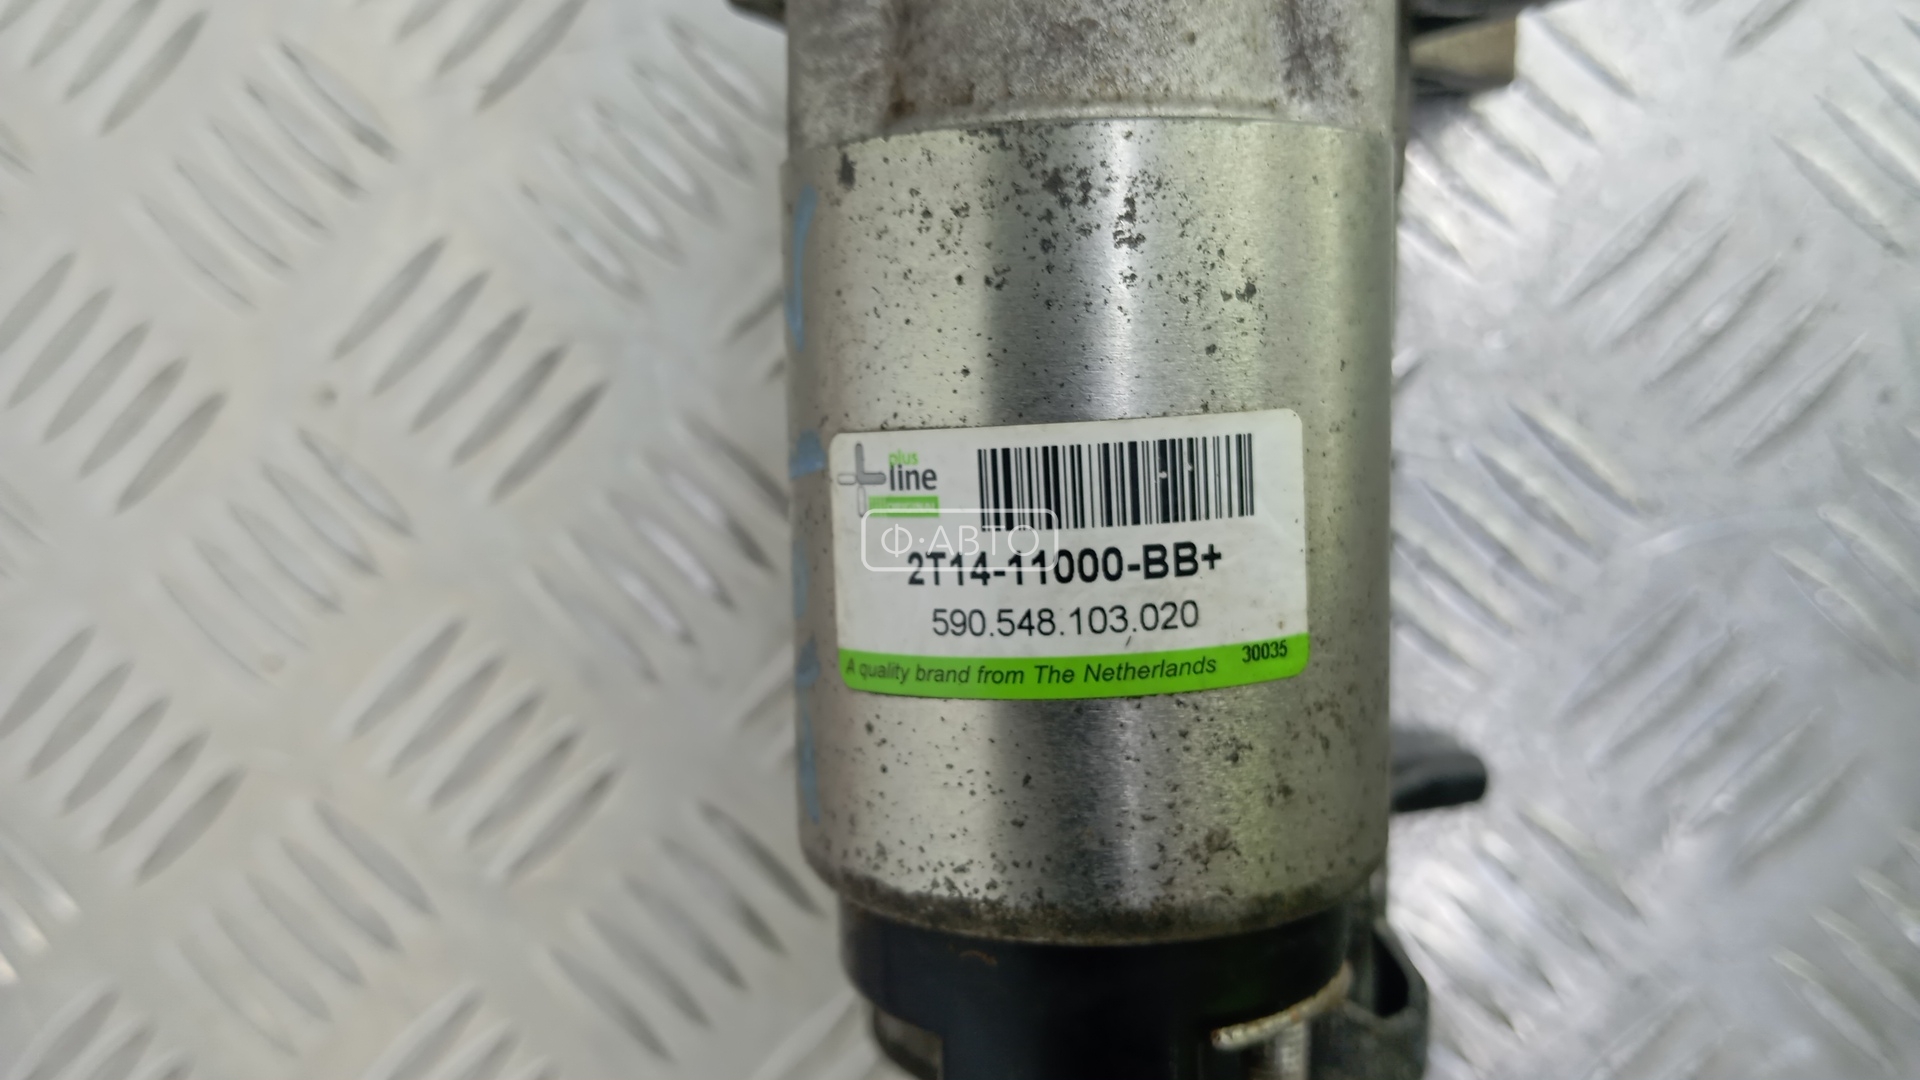 plus
line
Ф·АВТО
2T14-11000-BB+
590.548.103.020
A quality brand from The Netherlands 30035